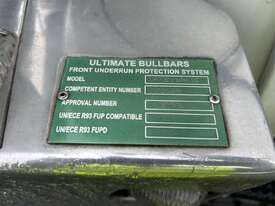 ULTIMATE BULLBARS
FRONT UNDERRUN PROTECTION SYSTEM
MODEL
COMPETENT ENTITY NUMBER
APPROVAL NUMBER
UN/ECE R93 FUP COMPATIBLE
UN/ECE R93 FUPD